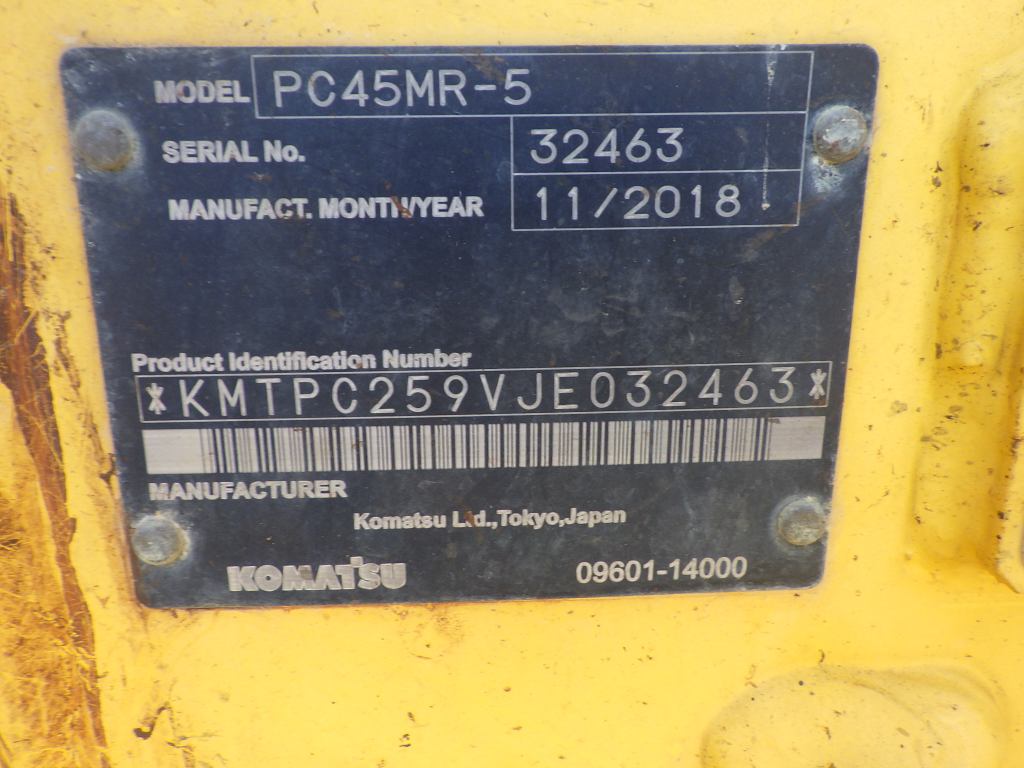 MODEL PC45MR-5
SERIAL No. 32463
MANUFACT. MONTH/YEAR 11/2018
Product Identification Number
*KMTPC259VJE032463*
MANUFACTURER
Komatsu Ltd.,Tokyo,Japan
KOMATSU 09601-14000